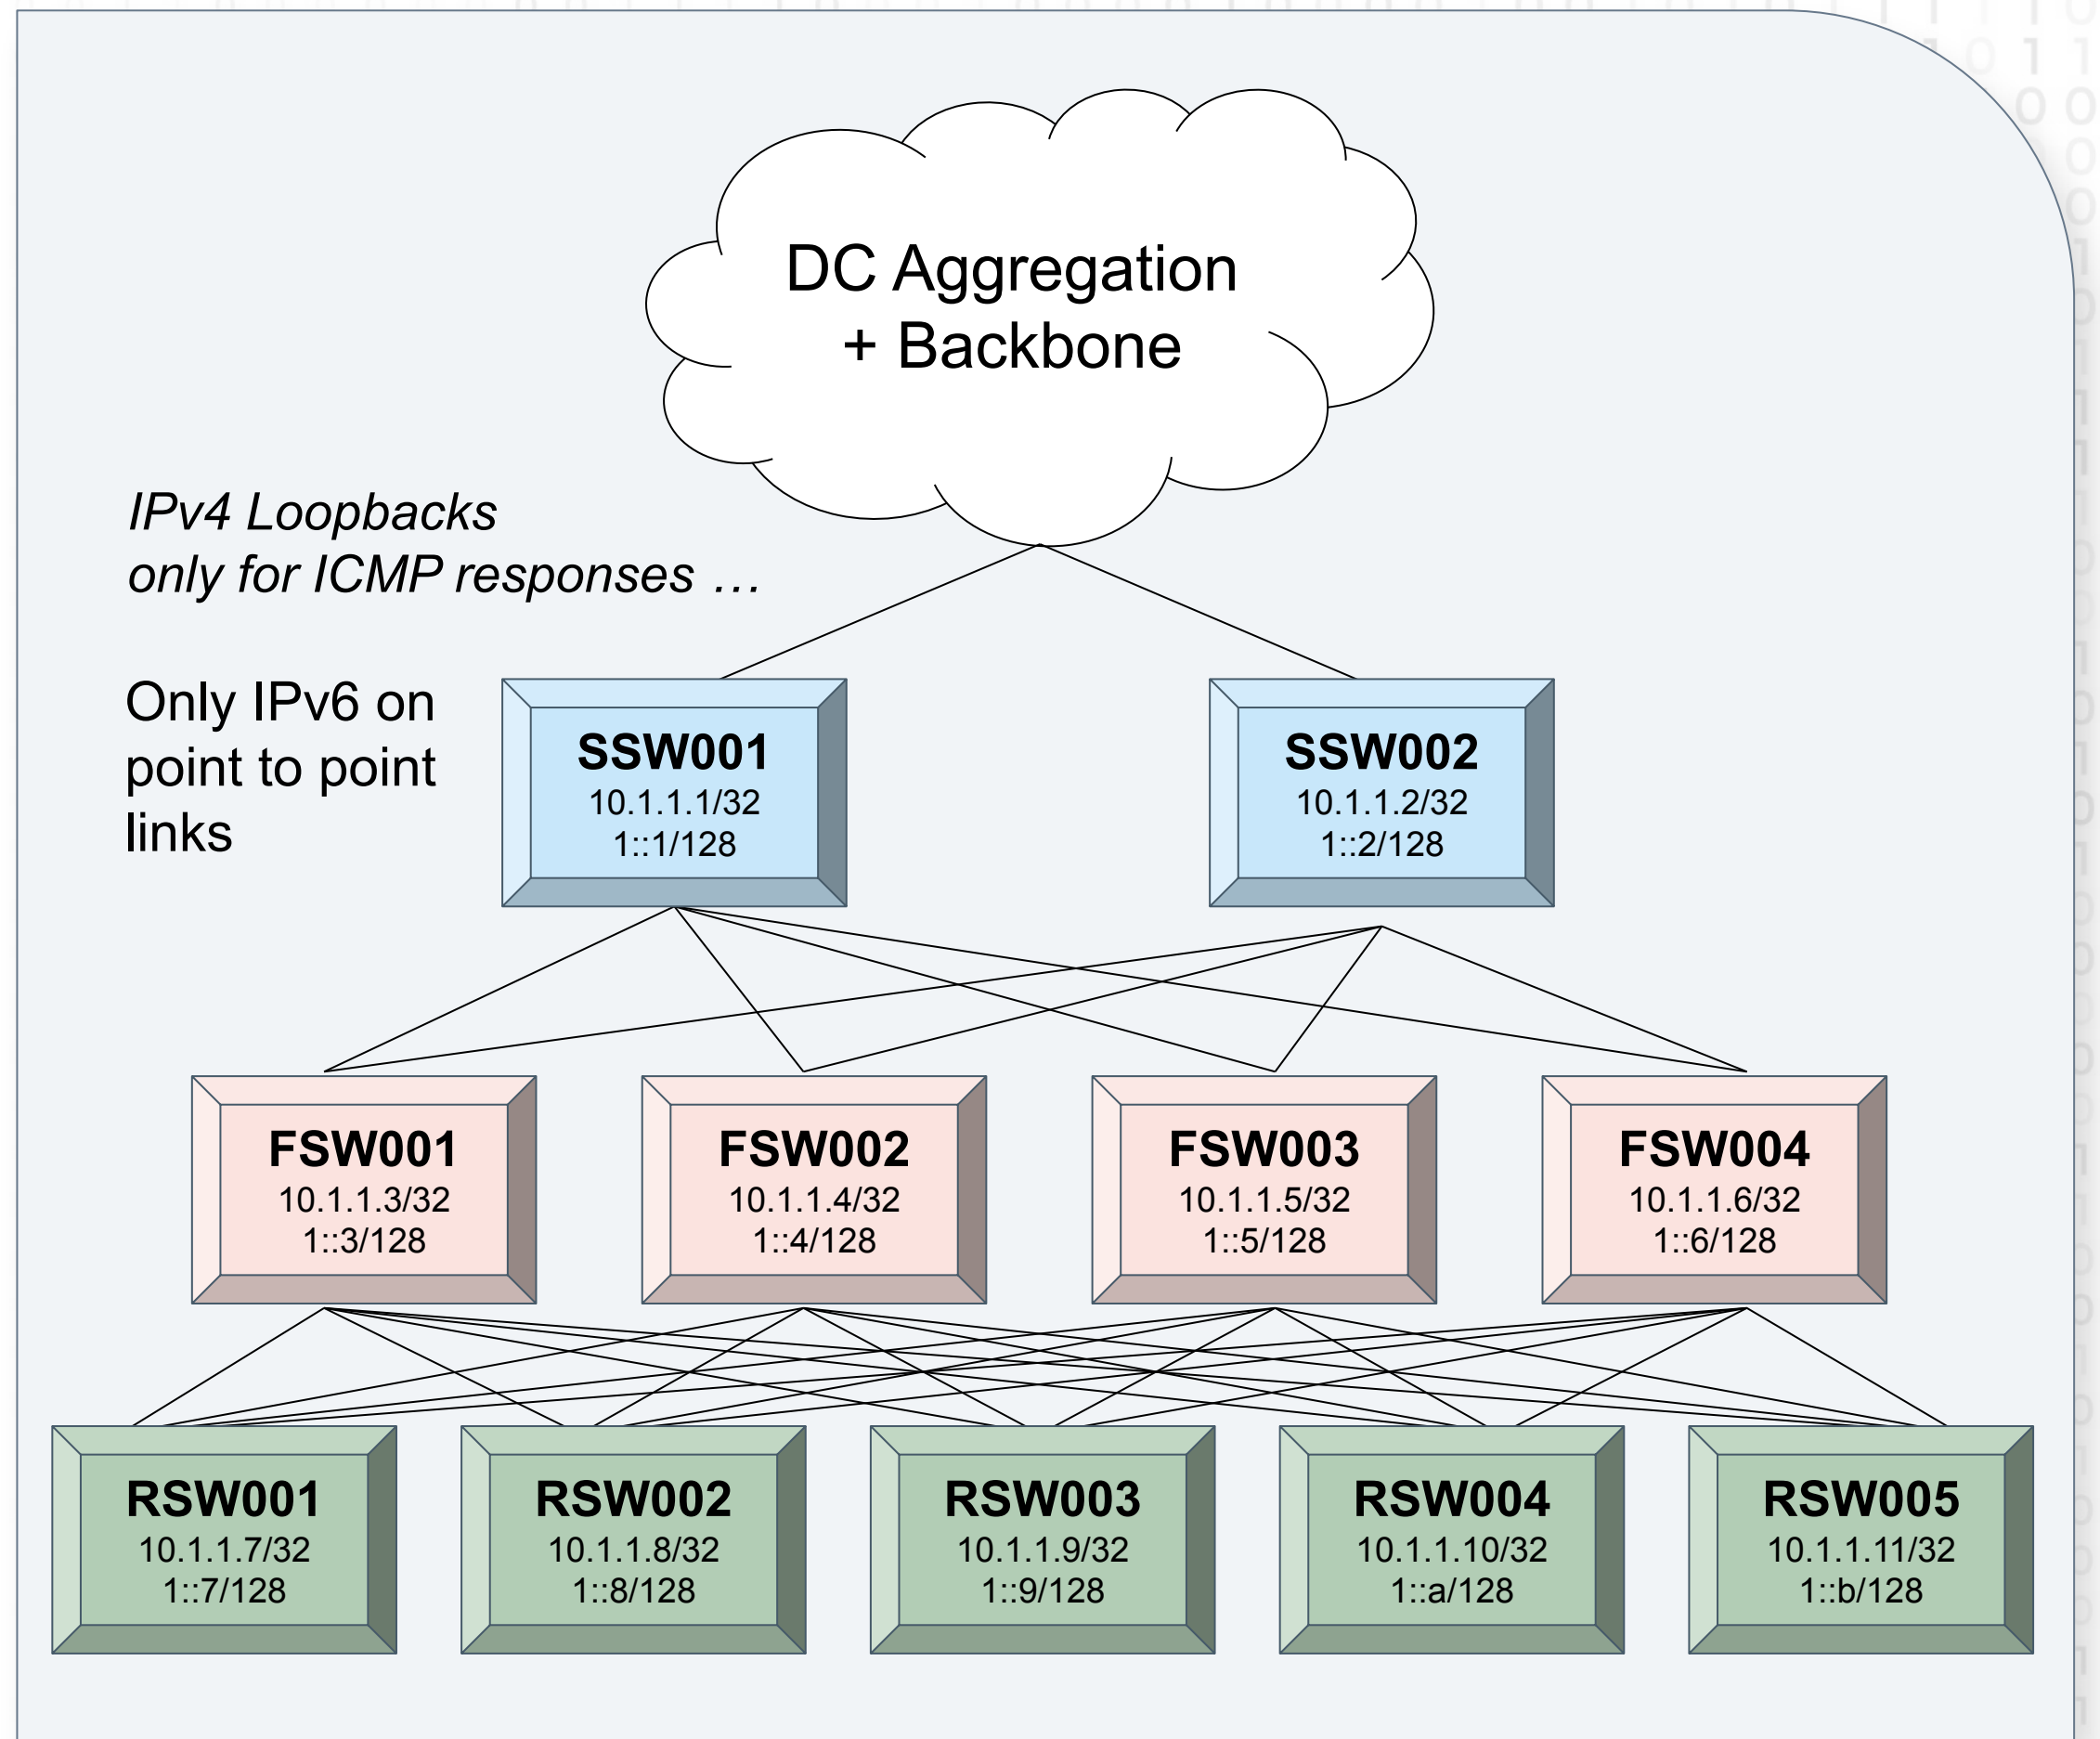 DC Aggregation
+ Backbone
IPv4 Loopbacks
only for ICMP responses …
Only IPv6 on
point to point
links
SSW001
10.1.1.1/32
1::1/128
SSW002
10.1.1.2/32
1::2/128
FSW001
10.1.1.3/32
1::3/128
FSW002
10.1.1.4/32
1::4/128
FSW003
10.1.1.5/32
1::5/128
FSW004
10.1.1.6/32
1::6/128
RSW001
10.1.1.7/32
1::7/128
RSW002
10.1.1.8/32
1::8/128
RSW003
10.1.1.9/32
1::9/128
RSW004
10.1.1.10/32
1::a/128
RSW005
10.1.1.11/32
1::b/128